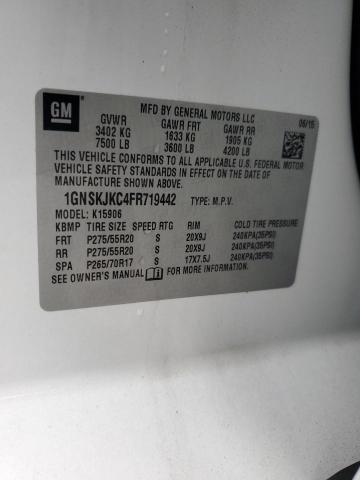 GM
MFD BY GENERAL MOTORS LLC 06/15
GVWR GAWR FRT GAWR RR
3402 KG 1633 KG 1905 KG
7500 LB 3600 LB 4200 LB
THIS VEHICLE CONFORMS TO ALL APPLICABLE U.S. FEDERAL MOTOR
VEHICLE SAFETY STANDARDS IN EFFECT ON THE DATE OF
MANUFACTURE SHOWN ABOVE.
1GNSKJKC4FR719442 TYPE: M.P.V.
MODEL: K15906
KBMP TIRE SIZE SPEED RTG RIM COLD TIRE PRESSURE
FRT P275/55R20 S 20X9J 240KPA(35PSI)
RR P275/55R20 S 20X9J 240KPA(35PSI)
SPA P265/70R17 S 17X7.5J 240KPA(35PSI)
SEE OWNER'S MANUAL FOR ADDITIONAL INFORMATION.